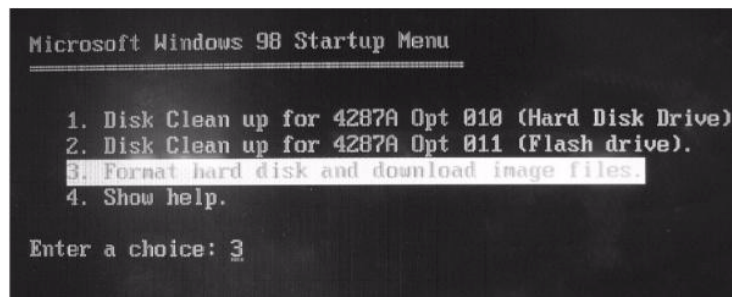 Microsoft Windows 98 Startup Menu
1. Disk Clean up for 4287A Opt 010 (Hard Disk Drive)
2. Disk Clean up for 4287A Opt 011 (Flash drive).
3. Format hard disk and download image files.
4. Show help.
Enter a choice: 3